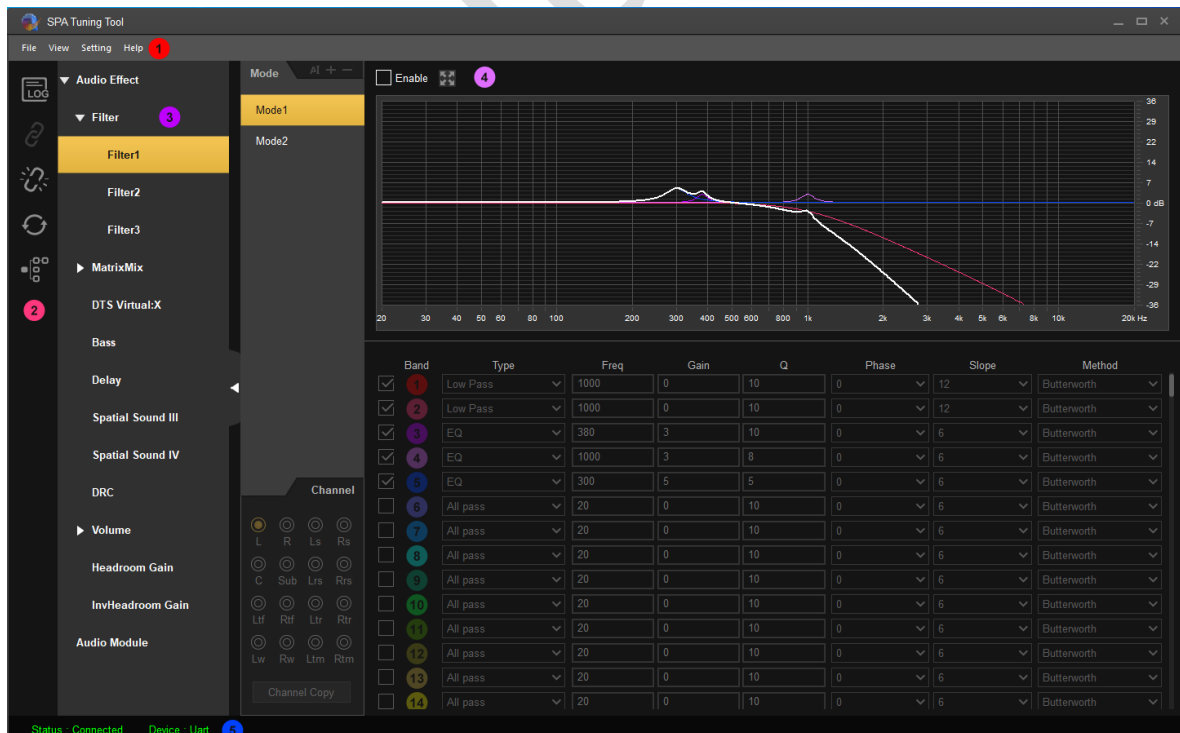 SPA Tuning Tool
File View Setting Help 1
LOG
2
Audio Effect
Filter 3
Filter1
Filter2
Filter3
MatrixMix
DTS Virtual:X
Bass
Delay
Spatial Sound III
Spatial Sound IV
DRC
Volume
Headroom Gain
InvHeadroom Gain
Audio Module
Mode AI + −
Mode1
Mode2
Channel
L R Ls Rs
C Sub Lrs Rrs
Ltf Rtf Ltr Rtr
Lw Rw Ltm Rtm
Channel Copy
Enable 4
36
29
22
14
7
0 dB
-7
-14
-22
-29
-36
20 30 40 50 60 80 100 200 300 400 500 600 800 1k 2k 3k 4k 5k 6k 8k 10k 20k Hz
Band Type Freq Gain Q Phase Slope Method
1 Low Pass 1000 0 10 0 12 Butterworth
2 Low Pass 1000 0 10 0 12 Butterworth
3 EQ 380 3 10 0 6 Butterworth
4 EQ 1000 3 8 0 6 Butterworth
5 EQ 300 5 5 0 6 Butterworth
6 All pass 20 0 10 0 6 Butterworth
7 All pass 20 0 10 0 6 Butterworth
8 All pass 20 0 10 0 6 Butterworth
9 All pass 20 0 10 0 6 Butterworth
10 All pass 20 0 10 0 6 Butterworth
11 All pass 20 0 10 0 6 Butterworth
12 All pass 20 0 10 0 6 Butterworth
13 All pass 20 0 10 0 6 Butterworth
14 All pass 20 0 10 0 6 Butterworth
Status : Connected Device : Uart 5